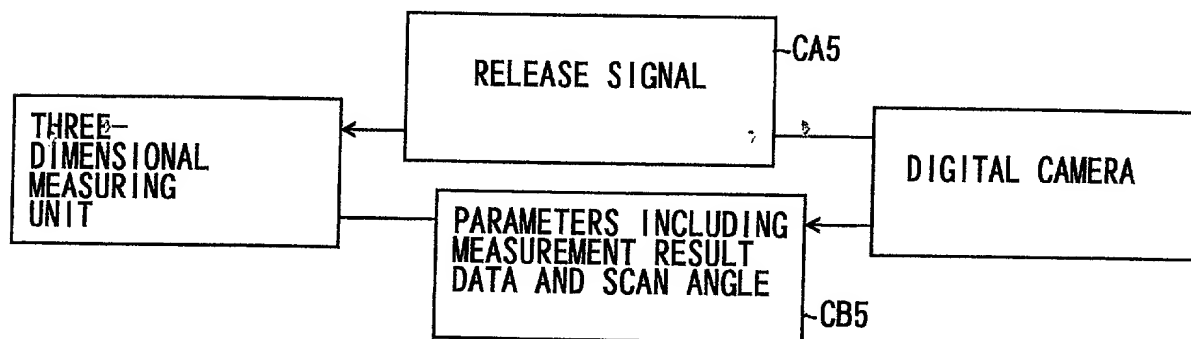 RELEASE SIGNAL
CA5
THREE-
DIMENSIONAL
MEASURING
UNIT
DIGITAL CAMERA
PARAMETERS INCLUDING
MEASUREMENT RESULT
DATA AND SCAN ANGLE
CB5